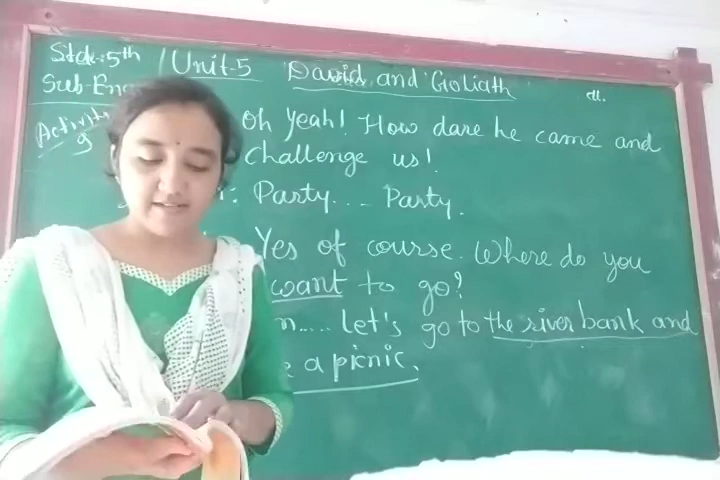 Std:5th / Unit-5 David and Goliath
Sub-Eng dt.
Activity oh yeah! How dare he came and
9 challenge us!
: Party... Party.
Yes of course. Where do you
want to go?
..... Let's go to the river bank and
a picnic.